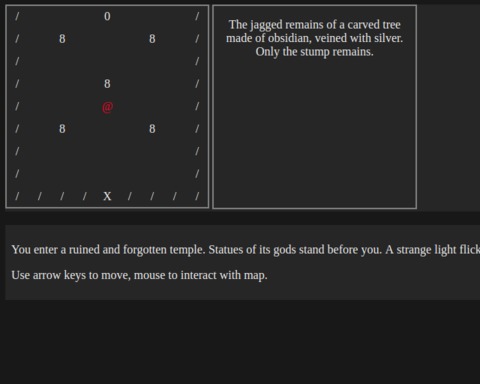 / 0 /
/ 8 8 /
/ /
/ 8 /
/ @ /
/ 8 8 /
/ /
/ /
/ / / / X / / / /
The jagged remains of a carved tree
made of obsidian, veined with silver.
Only the stump remains.
You enter a ruined and forgotten temple. Statues of its gods stand before you. A strange light
Use arrow keys to move, mouse to interact with map.